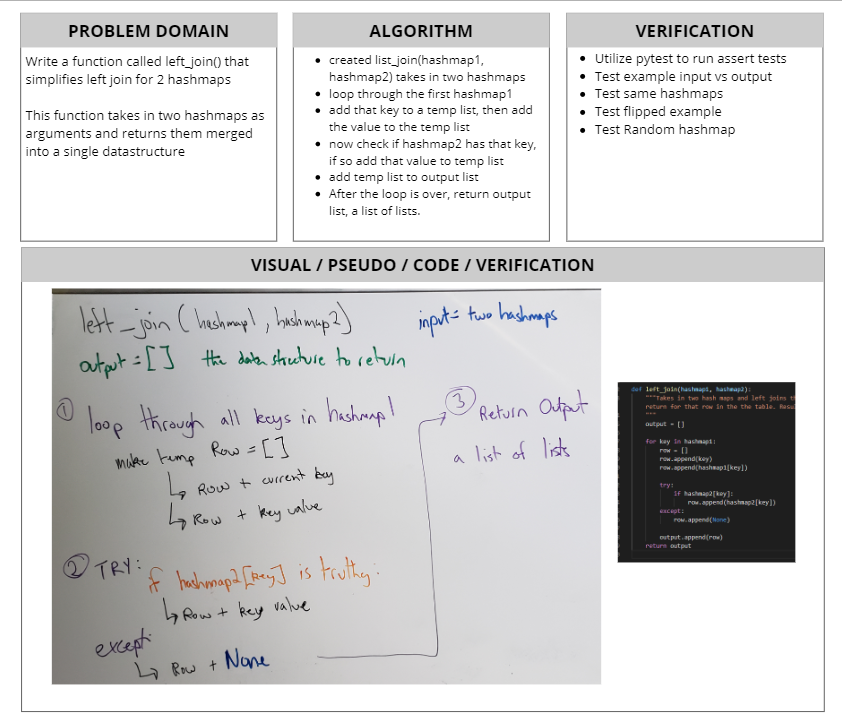 PROBLEM DOMAIN
Write a function called left_join() that
simplifies left join for 2 hashmaps
This function takes in two hashmaps as
arguments and returns them merged
into a single datastructure
ALGORITHM
• created list_join(hashmap1,
hashmap2) takes in two hashmaps
• loop through the first hashmap1
• add that key to a temp list, then add
the value to the temp list
• now check if hashmap2 has that key,
if so add that value to temp list
• add temp list to output list
• After the loop is over, return output
list, a list of lists.
VERIFICATION
• Utilize pytest to run assert tests
• Test example input vs output
• Test same hashmaps
• Test flipped example
• Test Random hashmap
VISUAL / PSEUDO / CODE / VERIFICATION
left_join (hashmap1, hashmap2)
input = two hashmaps
output = [] the data structure to return
① loop through all keys in hashmap1
make temp Row = []
↳ Row + current key
↳ Row + key value
② TRY:
if hashmap2[key] is truthy:
↳ Row + key value
except:
↳ Row + None
③ Return Output
a list of lists
def left_join(hashmap1, hashmap2):
"""Takes in two hash maps and left joins th
return for that row in the the table. Resu
"""
output = []
for key in hashmap1:
row = []
row.append(key)
row.append(hashmap1[key])
try:
if hashmap2[key]:
row.append(hashmap2[key])
except:
row.append(None)
output.append(row)
return output